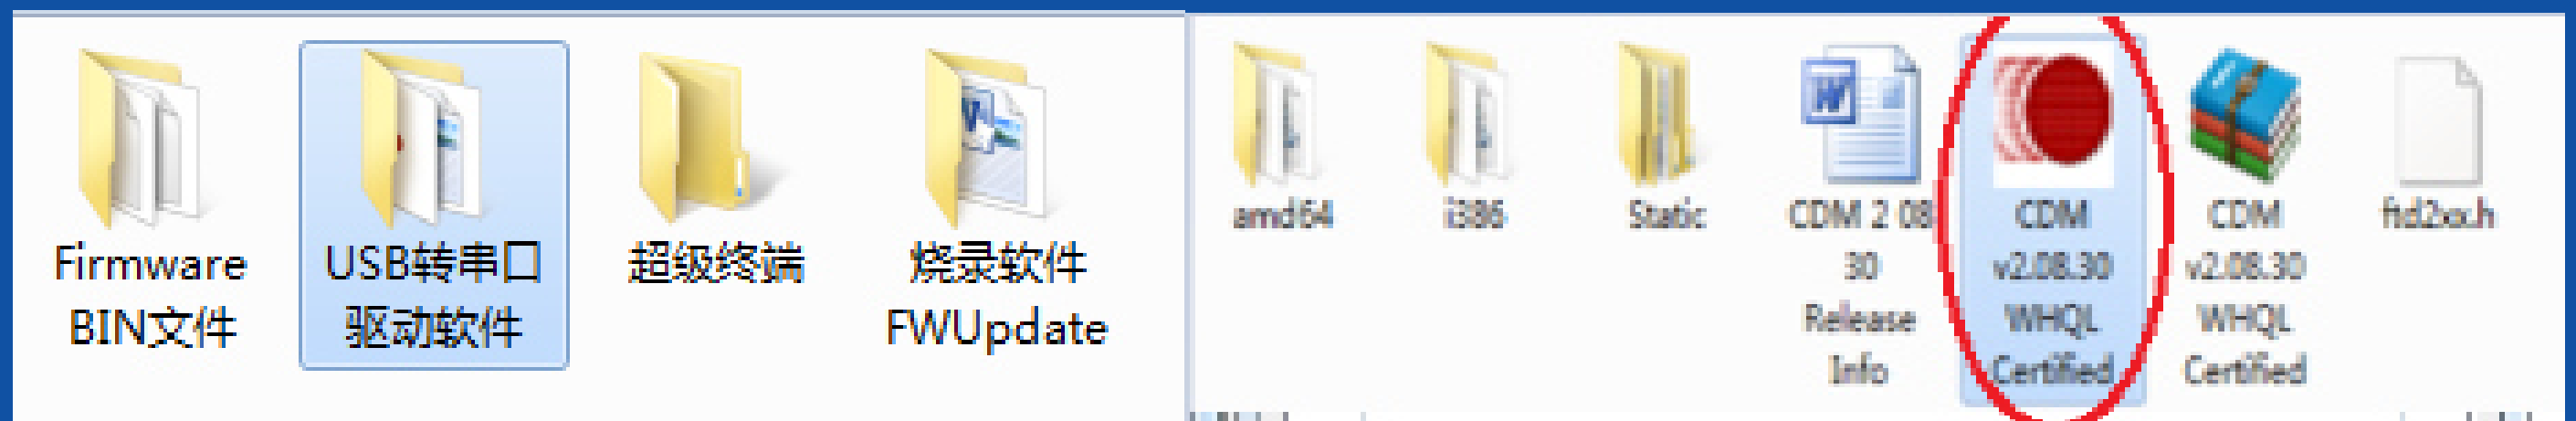 Firmware
BIN文件
USB转串口
驱动软件
超级终端
烧录软件
FWUpdate
amd64
i386
Static
CDM 2 08
30
Release
Info
CDM
v2.08.30
WHQL
Certified
CDM
v2.08.30
WHQL
Certified
ftd2xx.h